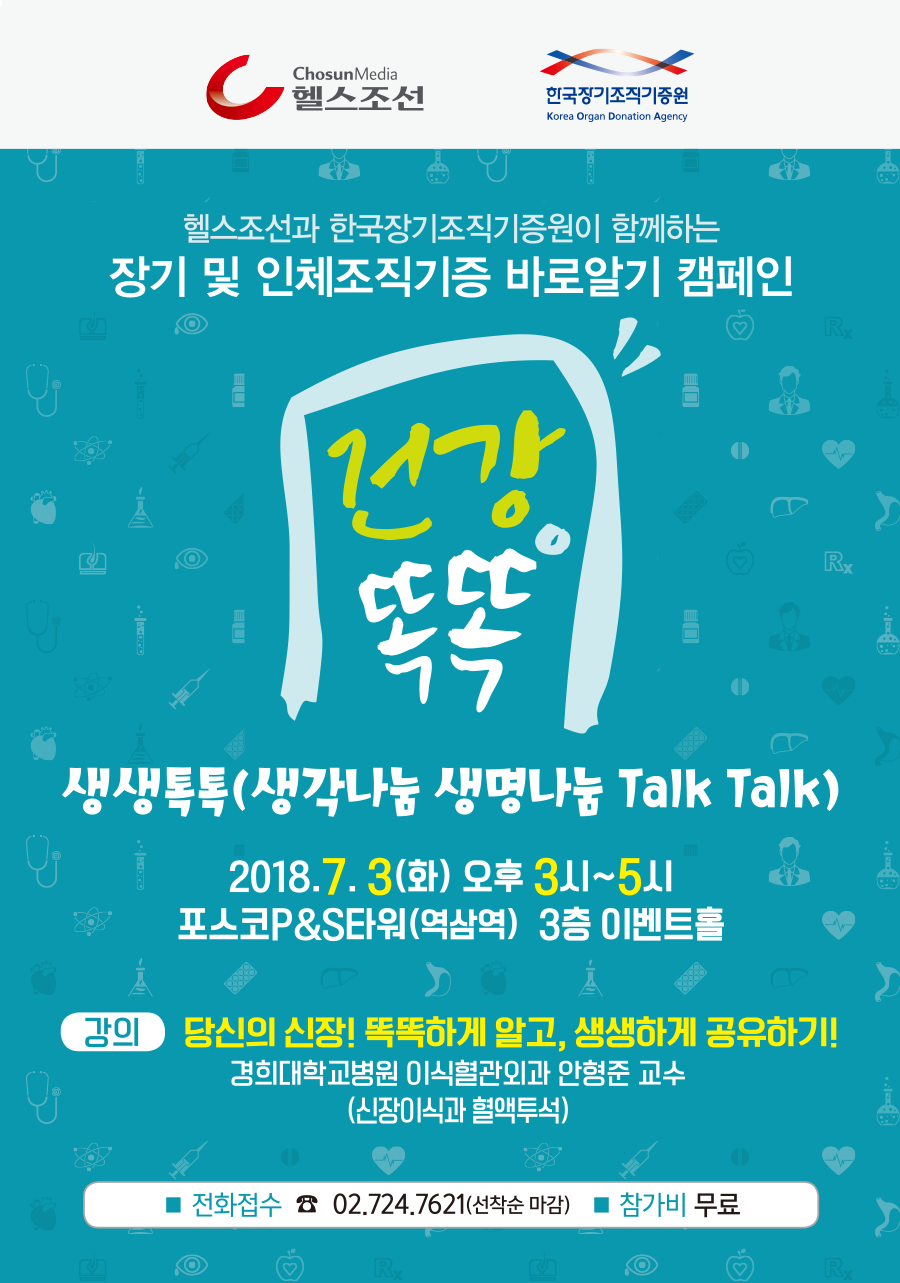 ChosunMedia
헬스조선
한국장기조직기증원
Korea Organ Donation Agency
헬스조선과 한국장기조직기증원이 함께하는
장기 및 인체조직기증 바로알기 캠페인
건강
똑똑
생생톡톡(생각나눔 생명나눔 Talk Talk)
2018.7. 3(화) 오후 3시~5시
포스코P&S타워(역삼역) 3층 이벤트홀
강의 당신의 신장! 똑똑하게 알고, 생생하게 공유하기!
경희대학교병원 이식혈관외과 안형준 교수
(신장이식과 혈액투석)
■ 전화접수 ☎ 02.724.7621(선착순 마감) ■ 참가비 무료
Rx
Rx
Rx